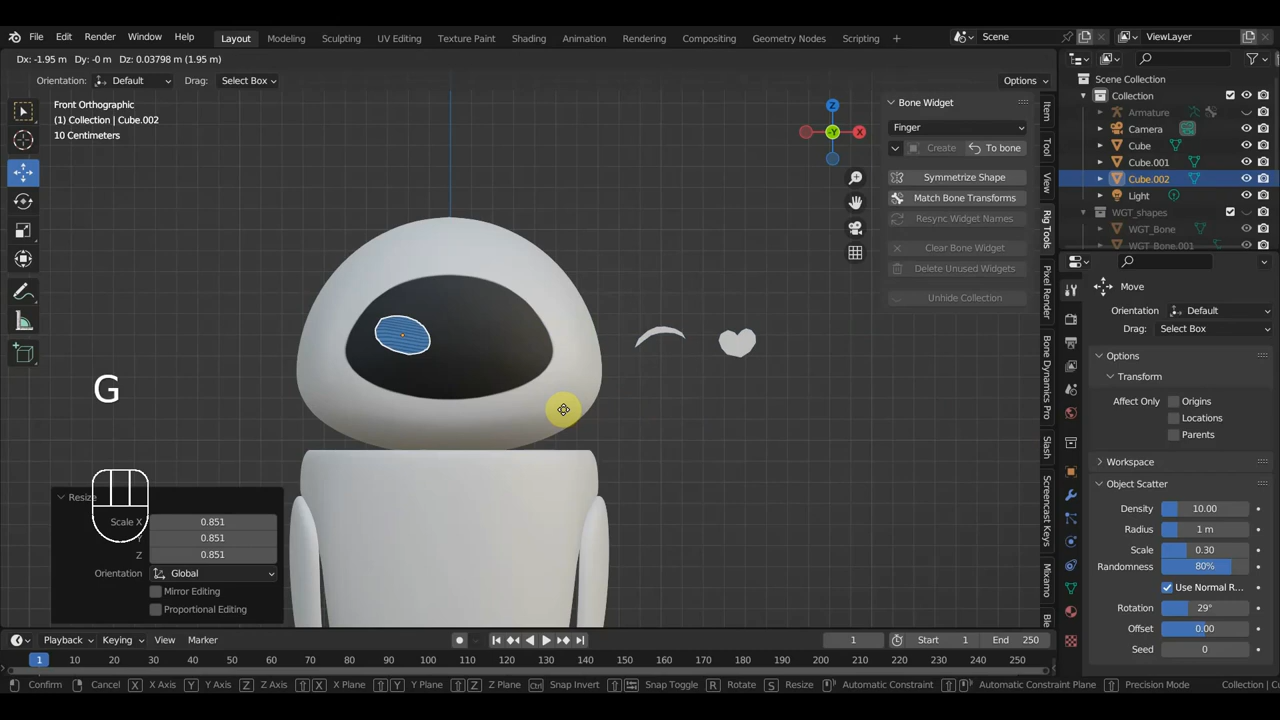 File Edit Render Window Help Layout Modeling Sculpting UV Editing Texture Paint Shading Animation Rendering Compositing Geometry Nodes Scripting + Scene ViewLayer
Dx: -1.95 m Dy: -0 m Dz: 0.03798 m (1.95 m)
Orientation: Default Drag: Select Box Options
Scene Collection
Collection
Armature
Camera
Cube
Cube.001
Cube.002
Light
WGT_shapes
WGT_Bone
WGT_Bone.001
Front Orthographic
(1) Collection | Cube.002
10 Centimeters
Z
X
-Y
Bone Widget
Finger
Create To bone
Symmetrize Shape
Match Bone Transforms
Resync Widget Names
Clear Bone Widget
Delete Unused Widgets
Unhide Collection
Item
Tool
View
Rig Tools
Pixel Render
Bone Dynamics Pro
Slash
Screencast Keys
Mixamo
Ble
Move
Orientation: Default
Drag: Select Box
Options
Transform
Affect Only Origins
Locations
Parents
Workspace
Object Scatter
Density 10.00
Radius 1 m
Scale 0.30
Randomness 80%
Use Normal R...
Rotation 29°
Offset 0.00
Seed 0
G
Resize
Scale X 0.851
Y 0.851
Z 0.851
Orientation Global
Mirror Editing
Proportional Editing
Playback Keying View Marker 1 Start 1 End 250
1 10 20 30 40 50 60 70 80 90 100 110 120 130 140 150 160 170 180 190 200 210 220 230 240 250
Confirm Cancel X X Axis Y Y Axis Z Z Axis X X Plane Y Y Plane Z Z Plane Ctrl Snap Invert Snap Toggle R Rotate S Resize Automatic Constraint Automatic Constraint Plane Precision Mode Collection | Cu